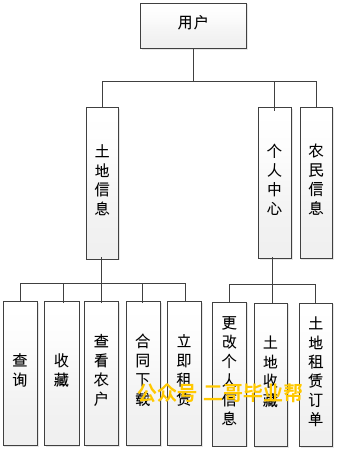 用户
土地信息
个人中心
农民信息
查询
收藏
查看农户
合同下载
立即租赁
更改个人信息
土地收藏
土地租赁订单
公众号 二哥毕业帮